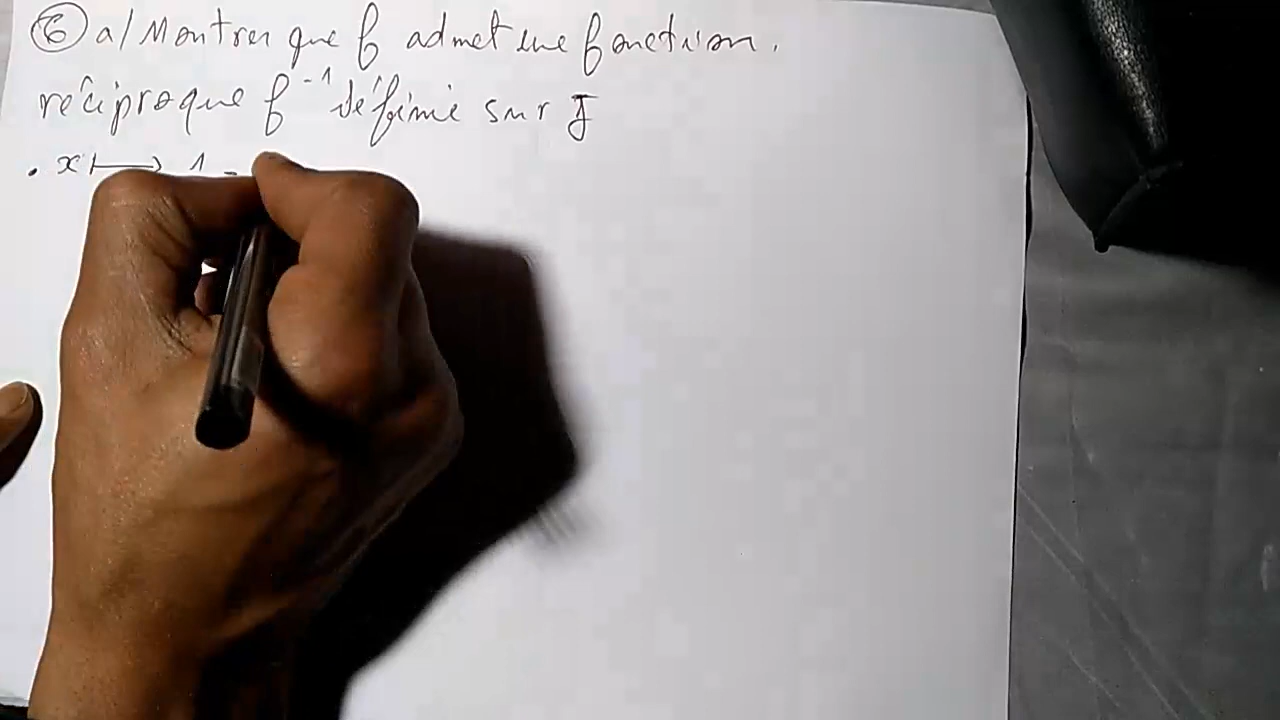 ⑥ a/ Montrer que f admet une fonction.
réciproque f⁻¹ définie sur J
• x ⟼ 1 -